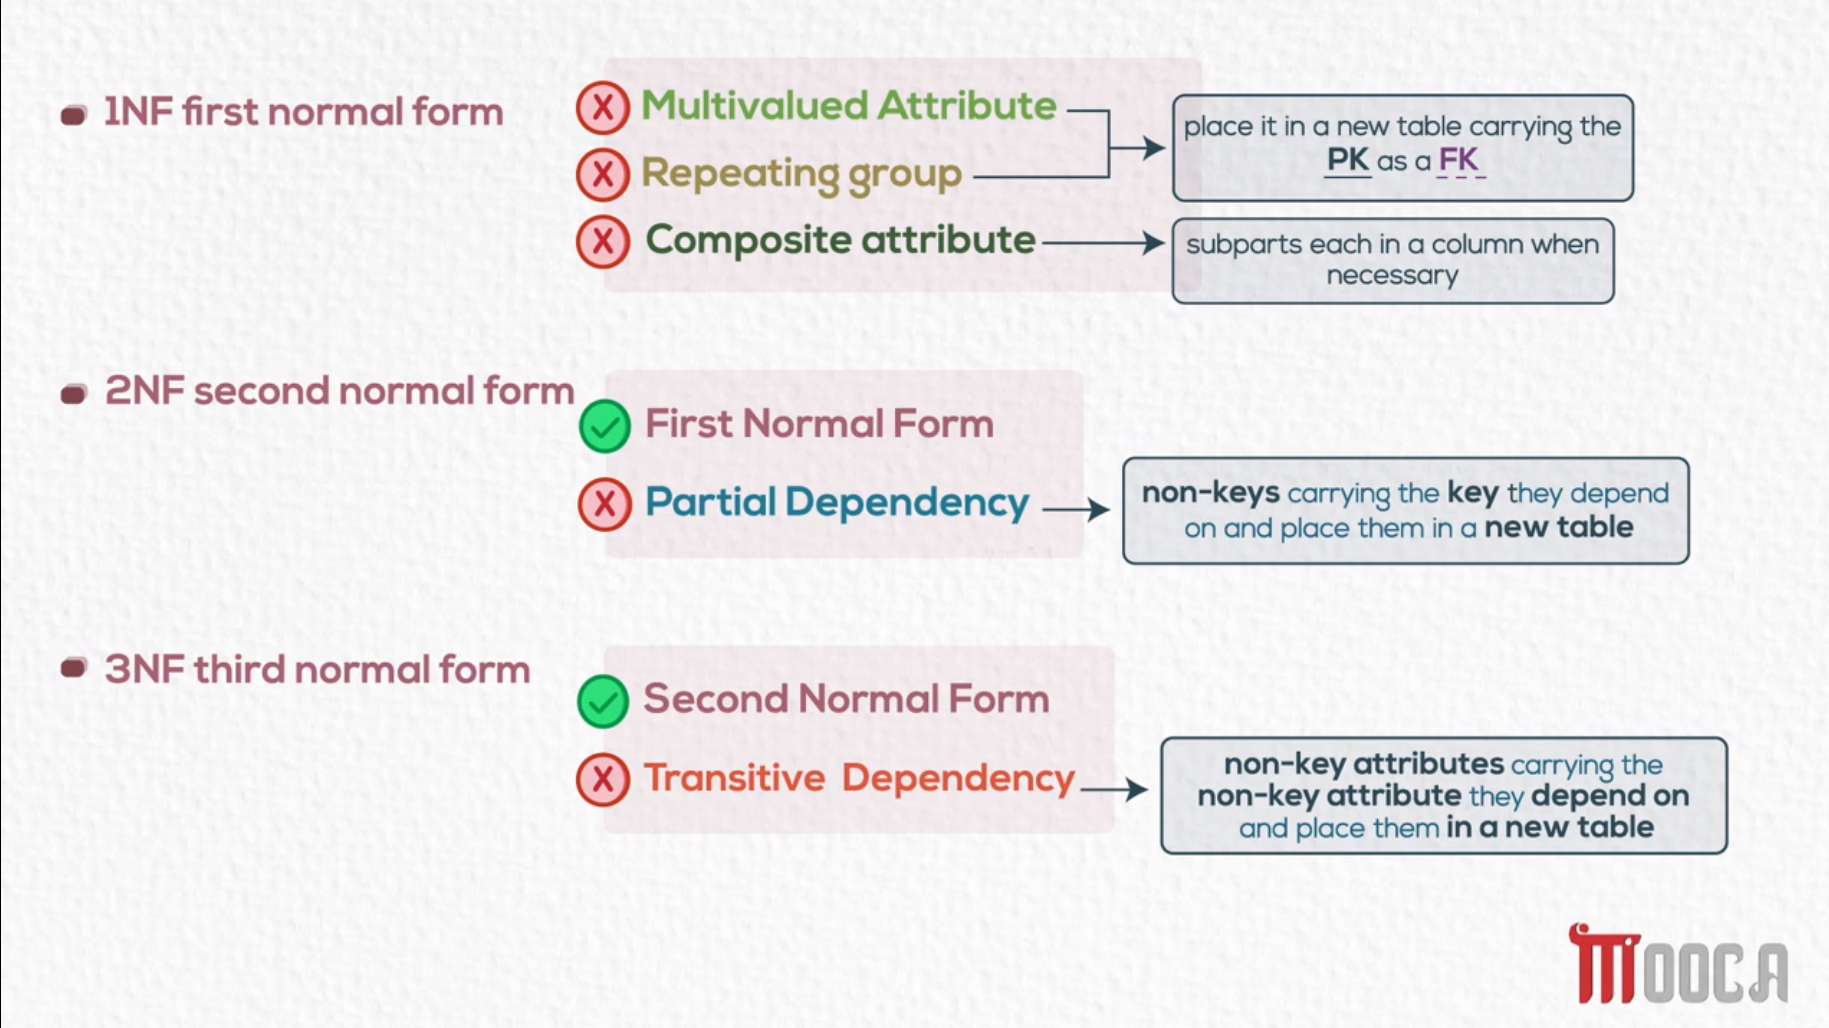 1NF first normal form
X Multivalued Attribute
X Repeating group
X Composite attribute
place it in a new table carrying the
PK as a FK
subparts each in a column when
necessary
2NF second normal form
First Normal Form
X Partial Dependency
non-keys carrying the key they depend
on and place them in a new table
3NF third normal form
Second Normal Form
X Transitive Dependency
non-key attributes carrying the
non-key attribute they depend on
and place them in a new table
MOOCA